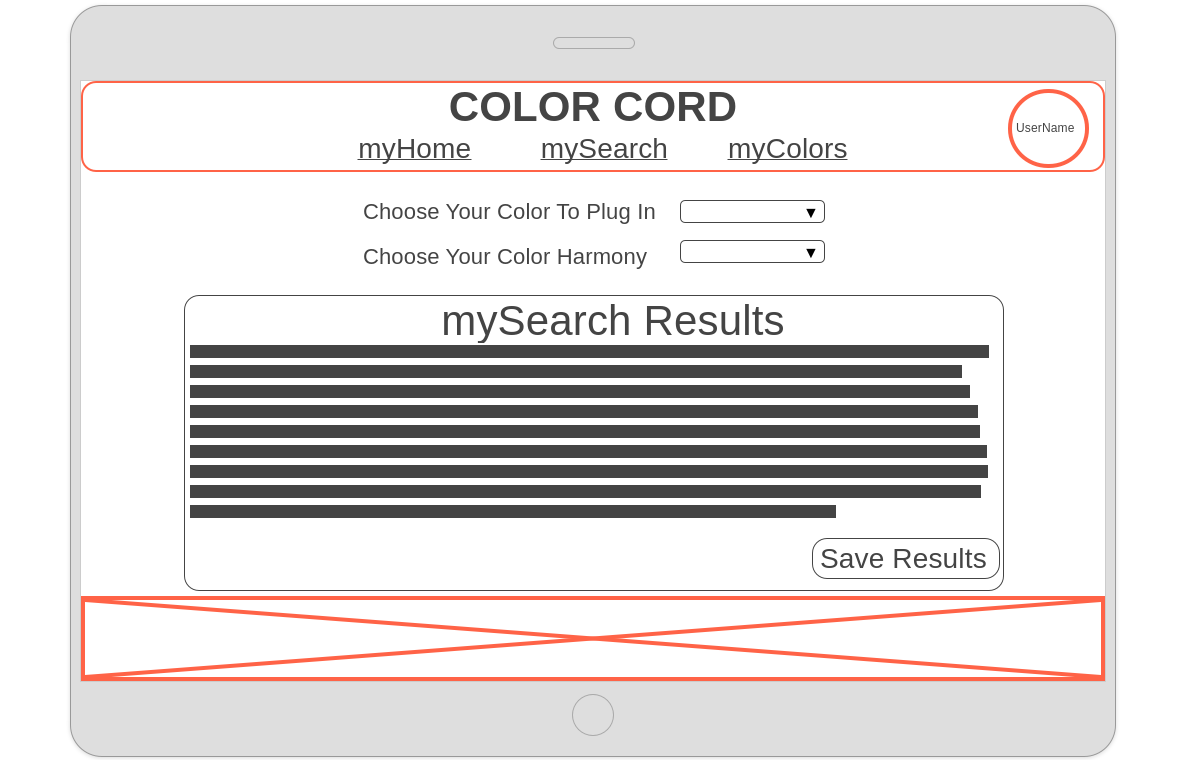 COLOR CORD
myHome mySearch myColors
UserName
Choose Your Color To Plug In
Choose Your Color Harmony
mySearch Results
Save Results